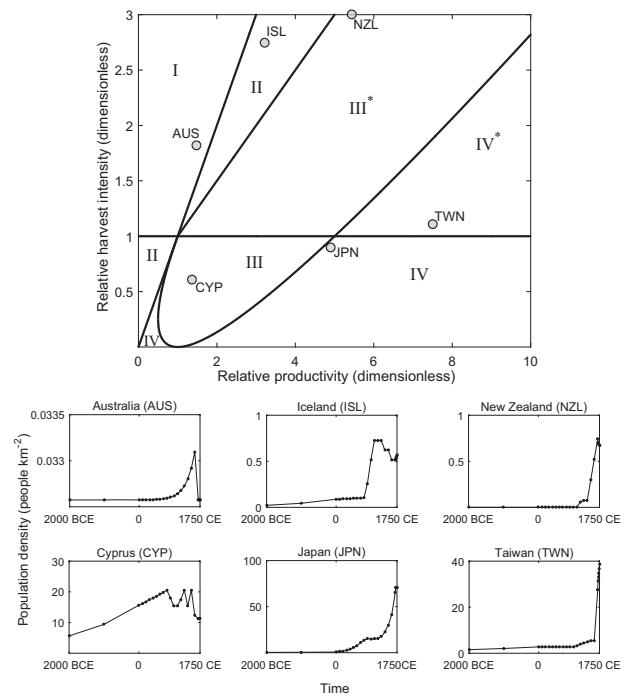 Relative harvest intensity (dimensionless)
3
2.5
2
1.5
1
0.5
0 2 4 6 8 10
Relative productivity (dimensionless)
I
II
ISL
NZL
III*
IV*
AUS
TWN
II
III
JPN
IV
CYP
IV
Population density (people km-2)
Australia (AUS)
0.0335
0.033
2000 BCE 0 1750 CE
Iceland (ISL)
1
0.5
0
2000 BCE 0 1750 CE
New Zealand (NZL)
1
0.5
0
2000 BCE 0 1750 CE
Cyprus (CYP)
30
20
10
2000 BCE 0 1750 CE
Japan (JPN)
100
50
0
2000 BCE 0 1750CE
Taiwan (TWN)
40
20
0
2000 BCE 0 1750 CE
Time